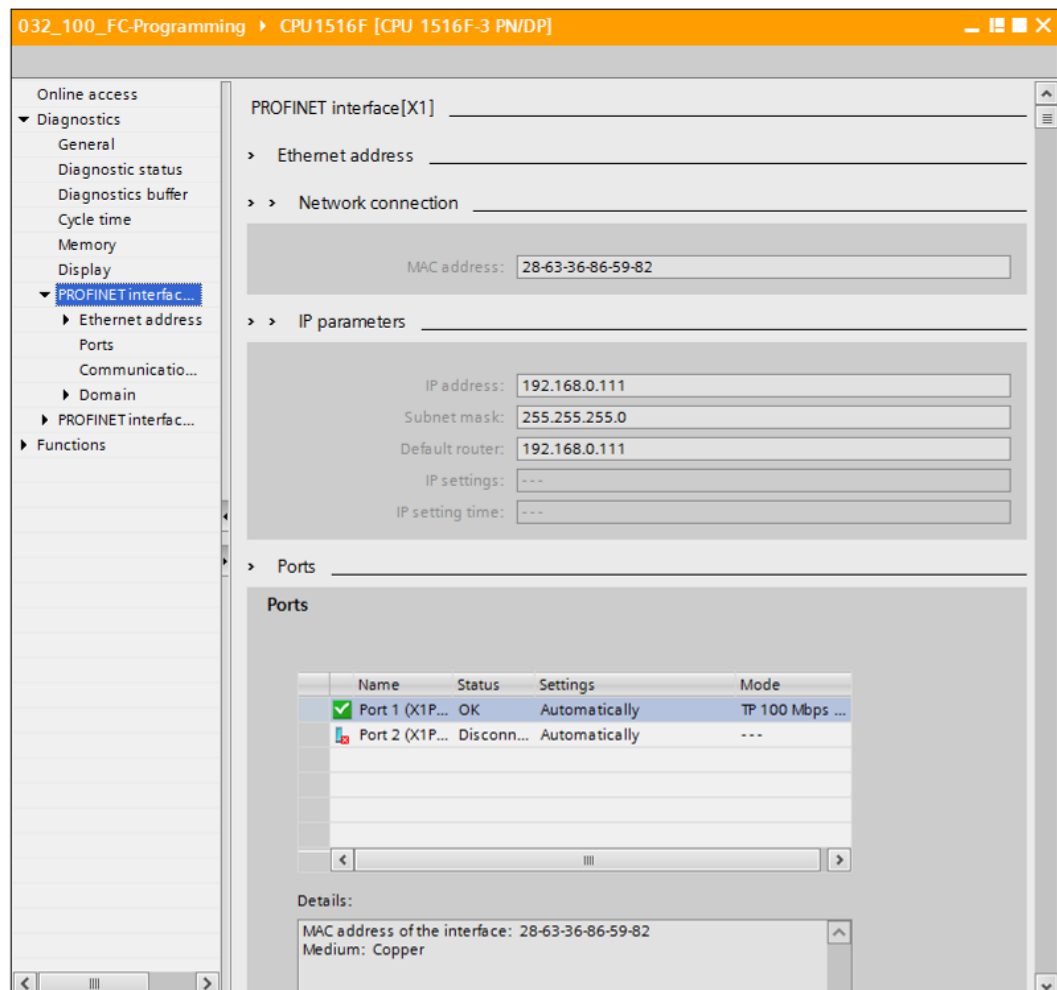 032_100_FC-Programming ▸ CPU1516F [CPU 1516F-3 PN/DP]
Online access
Diagnostics
General
Diagnostic status
Diagnostics buffer
Cycle time
Memory
Display
PROFINET interfac...
Ethernet address
Ports
Communicatio...
Domain
PROFINET interfac...
Functions
PROFINET interface[X1]
Ethernet address
Network connection
MAC address: 28-63-36-86-59-82
IP parameters
IP address: 192.168.0.111
Subnet mask: 255.255.255.0
Default router: 192.168.0.111
IP settings: ---
IP setting time: ---
Ports
Ports
Name Status Settings Mode
Port 1 (X1P... OK Automatically TP 100 Mbps ...
Port 2 (X1P... Disconn... Automatically ---
Details:
MAC address of the interface: 28-63-36-86-59-82
Medium: Copper